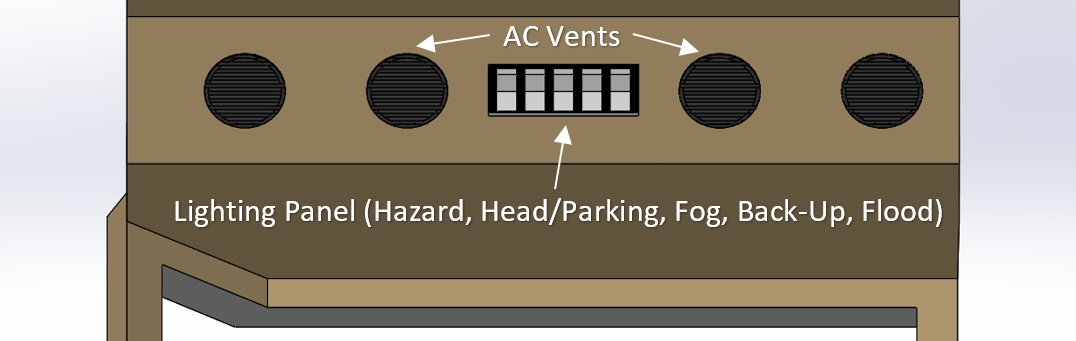 AC Vents
Lighting Panel (Hazard, Head/Parking, Fog, Back-Up, Flood)